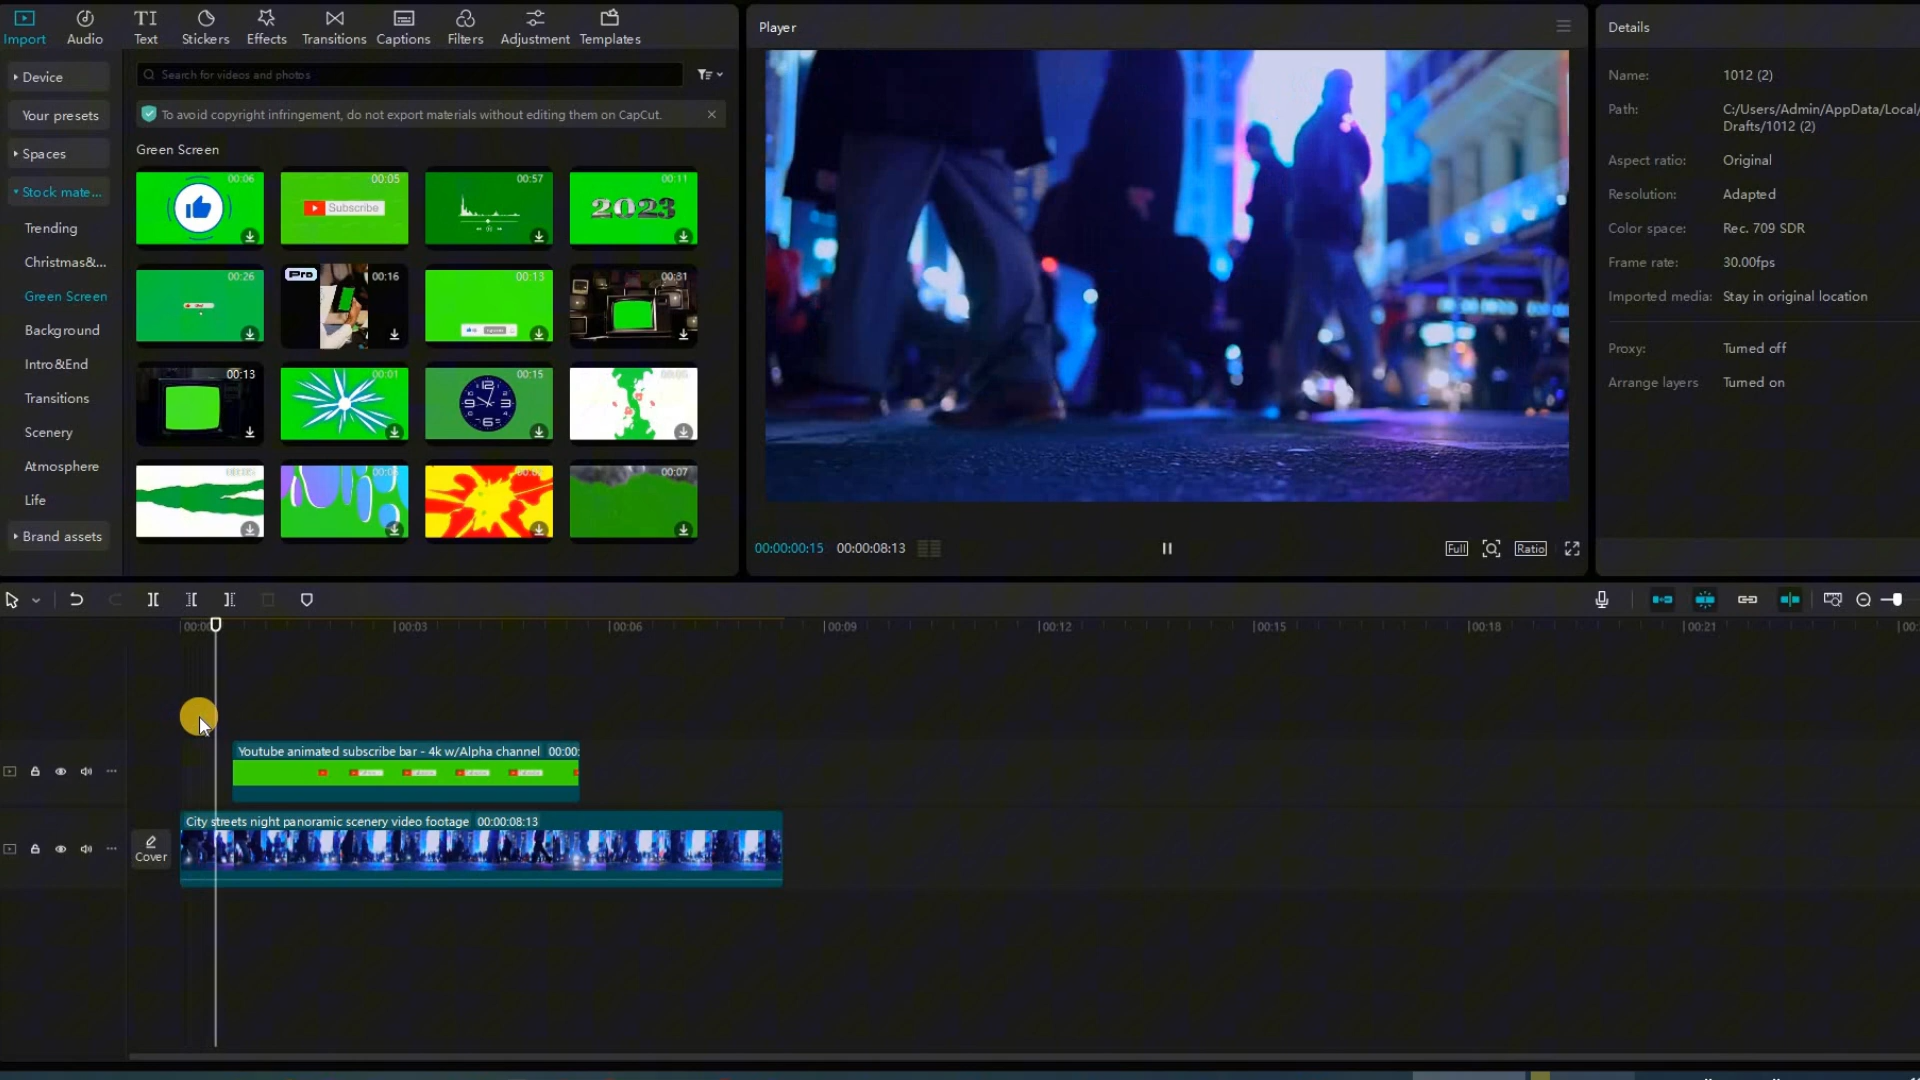 Import
Audio
TI
Text
Stickers
Effects
Transitions
Captions
Filters
Adjustment
Templates
Device
Your presets
Spaces
Stock mate...
Trending
Christmas&...
Green Screen
Background
Intro&End
Transitions
Scenery
Atmosphere
Life
Brand assets
Search for videos and photos
To avoid copyright infringement, do not export materials without editing them on CapCut.
Green Screen
00:06
00:05
Subscribe
00:57
00:11
2023
00:26
Pro
00:16
00:13
00:31
00:13
00:01
00:15
12
9 3
6
00:07
Player
00:00:00:15 00:00:08:13
Full
Ratio
Details
Name: 1012 (2)
Path: C:/Users/Admin/AppData/Local/
Drafts/1012 (2)
Aspect ratio: Original
Resolution: Adapted
Color space: Rec. 709 SDR
Frame rate: 30.00fps
Imported media: Stay in original location
Proxy: Turned off
Arrange layers Turned on
00:0 00:03 00:06 00:09 00:12 00:15 00:18 00:21 00:
Youtube animated subscribe bar - 4k w/Alpha channel 00:00:
City streets night panoramic scenery video footage 00:00:08:13
Cover